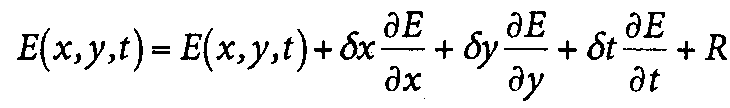 E(x,y,t) = E(x,y,t) + δx ∂E/∂x + δy ∂E/∂y + δt ∂E/∂t + R